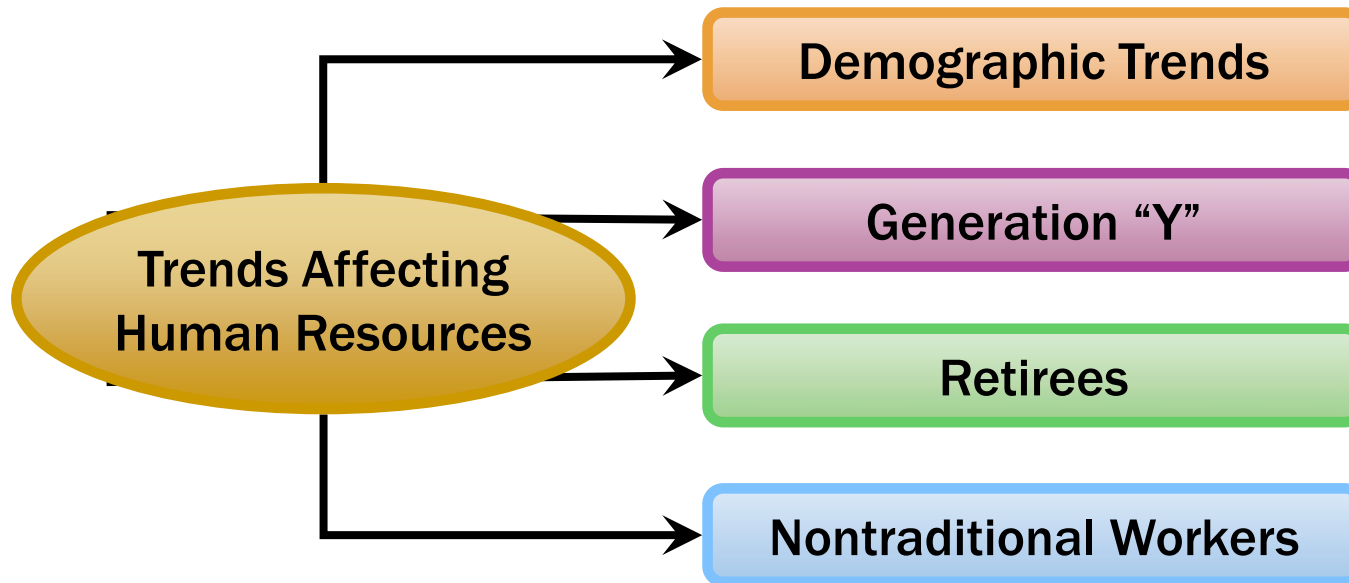 Demographic Trends
Generation “Y”
Trends Affecting
Human Resources
Retirees
Nontraditional Workers